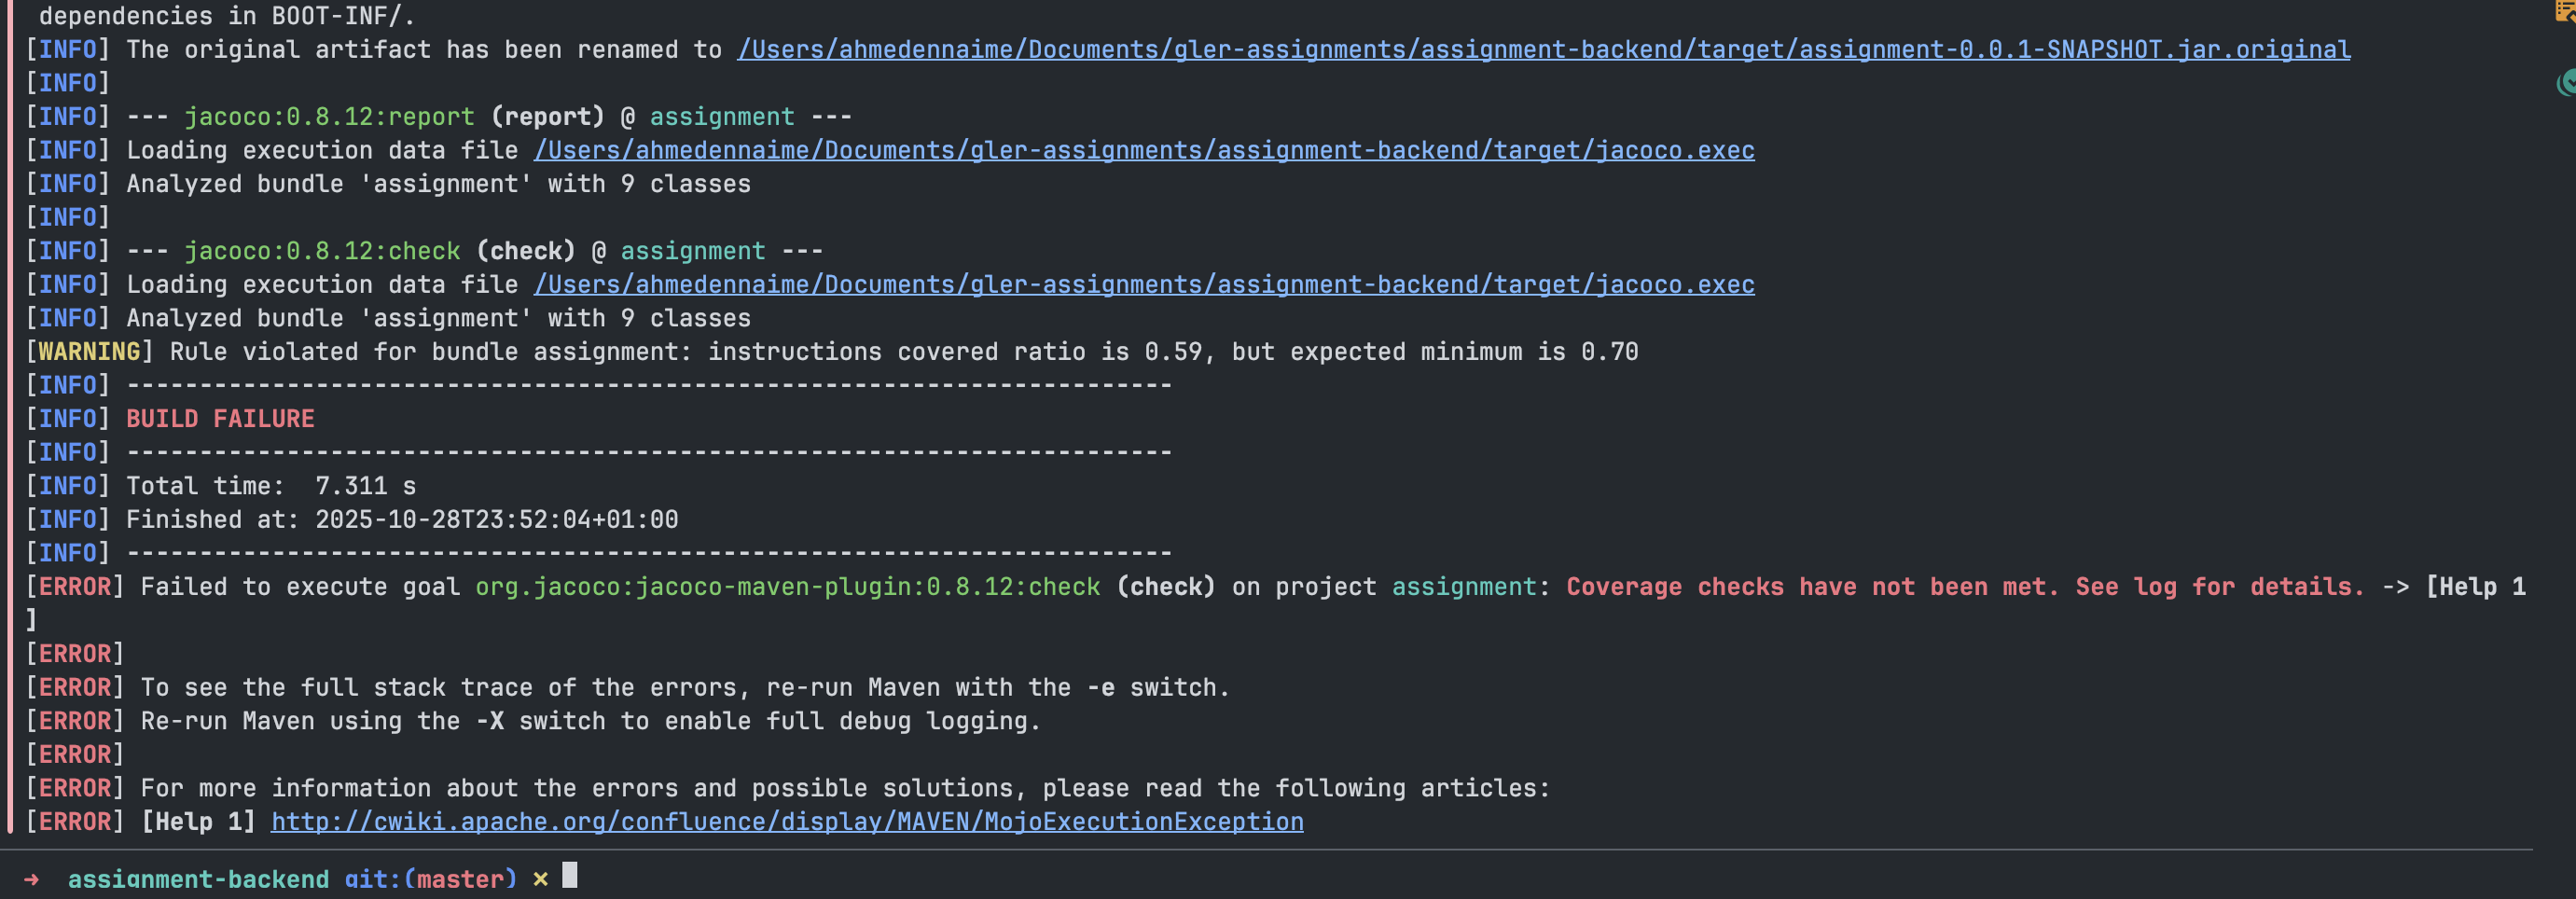 dependencies in BOOT-INF/.
[INFO] The original artifact has been renamed to /Users/ahmedennaime/Documents/gler-assignments/assignment-backend/target/assignment-0.0.1-SNAPSHOT.jar.original
[INFO]
[INFO] --- jacoco:0.8.12:report (report) @ assignment ---
[INFO] Loading execution data file /Users/ahmedennaime/Documents/gler-assignments/assignment-backend/target/jacoco.exec
[INFO] Analyzed bundle 'assignment' with 9 classes
[INFO]
[INFO] --- jacoco:0.8.12:check (check) @ assignment ---
[INFO] Loading execution data file /Users/ahmedennaime/Documents/gler-assignments/assignment-backend/target/jacoco.exec
[INFO] Analyzed bundle 'assignment' with 9 classes
[WARNING] Rule violated for bundle assignment: instructions covered ratio is 0.59, but expected minimum is 0.70
[INFO] ------------------------------------------------------------------------
[INFO] BUILD FAILURE
[INFO] ------------------------------------------------------------------------
[INFO] Total time:  7.311 s
[INFO] Finished at: 2025-10-28T23:52:04+01:00
[INFO] ------------------------------------------------------------------------
[ERROR] Failed to execute goal org.jacoco:jacoco-maven-plugin:0.8.12:check (check) on project assignment: Coverage checks have not been met. See log for details. -> [Help 1
]
[ERROR]
[ERROR] To see the full stack trace of the errors, re-run Maven with the -e switch.
[ERROR] Re-run Maven using the -X switch to enable full debug logging.
[ERROR]
[ERROR] For more information about the errors and possible solutions, please read the following articles:
[ERROR] [Help 1] http://cwiki.apache.org/confluence/display/MAVEN/MojoExecutionException
➜  assignment-backend git:(master) ✗